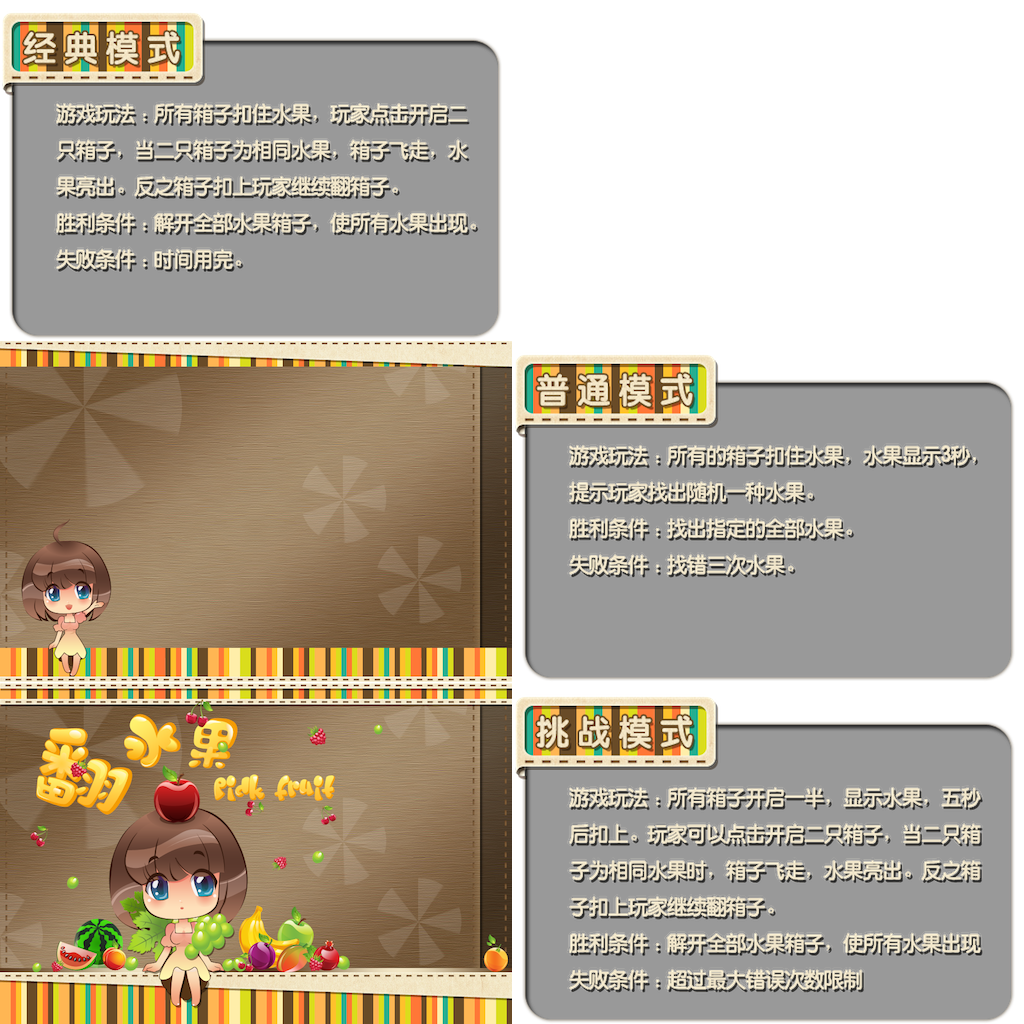 经典模式
游戏玩法：所有箱子扣住水果，玩家点击开启二
只箱子，当二只箱子为相同水果，箱子飞走，水
果亮出。反之箱子扣上玩家继续翻箱子。
胜利条件：解开全部水果箱子，使所有水果出现。
失败条件：时间用完。
普通模式
游戏玩法：所有的箱子扣住水果，水果显示3秒，
提示玩家找出随机一种水果。
胜利条件：找出指定的全部水果。
失败条件：找错三次水果。
翻水果
Pidk fruit
挑战模式
游戏玩法：所有箱子开启一半，显示水果，五秒
后扣上。玩家可以点击开启二只箱子，当二只箱
子为相同水果时，箱子飞走，水果亮出。反之箱
子扣上玩家继续翻箱子。
胜利条件：解开全部水果箱子，使所有水果出现
失败条件：超过最大错误次数限制